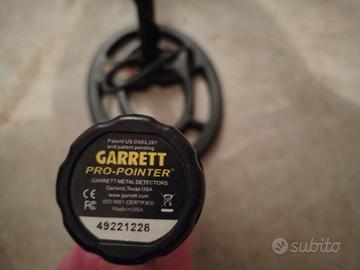 Patent US D583,261
and patent pending
GARRETT
PRO-POINTER™
GARRETT METAL DETECTORS
Garland, Texas USA
www.garrett.com
ISO 9001 CERTIFIED
Made in USA
49221228
subito